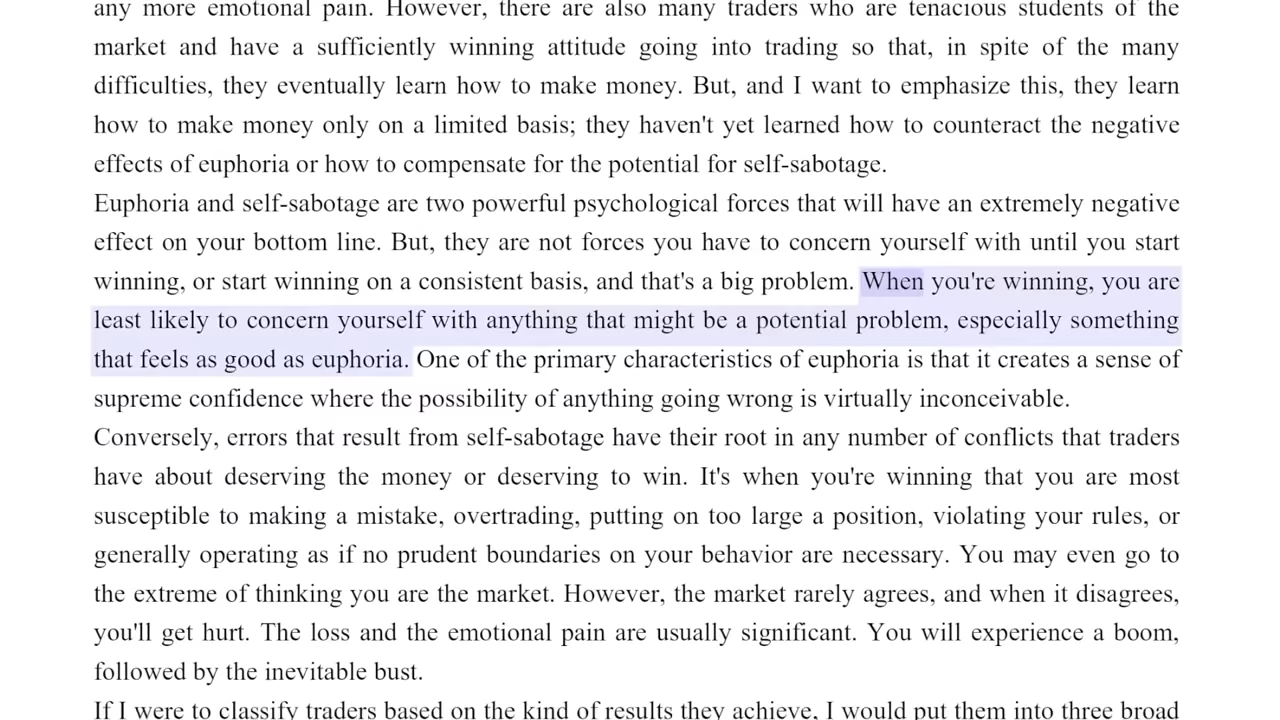 any more emotional pain. However, there are also many traders who are tenacious students of the
market and have a sufficiently winning attitude going into trading so that, in spite of the many
difficulties, they eventually learn how to make money. But, and I want to emphasize this, they learn
how to make money only on a limited basis; they haven't yet learned how to counteract the negative
effects of euphoria or how to compensate for the potential for self-sabotage.
Euphoria and self-sabotage are two powerful psychological forces that will have an extremely negative
effect on your bottom line. But, they are not forces you have to concern yourself with until you start
winning, or start winning on a consistent basis, and that's a big problem. When you're winning, you are
least likely to concern yourself with anything that might be a potential problem, especially something
that feels as good as euphoria. One of the primary characteristics of euphoria is that it creates a sense of
supreme confidence where the possibility of anything going wrong is virtually inconceivable.
Conversely, errors that result from self-sabotage have their root in any number of conflicts that traders
have about deserving the money or deserving to win. It's when you're winning that you are most
susceptible to making a mistake, overtrading, putting on too large a position, violating your rules, or
generally operating as if no prudent boundaries on your behavior are necessary. You may even go to
the extreme of thinking you are the market. However, the market rarely agrees, and when it disagrees,
you'll get hurt. The loss and the emotional pain are usually significant. You will experience a boom,
followed by the inevitable bust.
If I were to classify traders based on the kind of results they achieve, I would put them into three broad